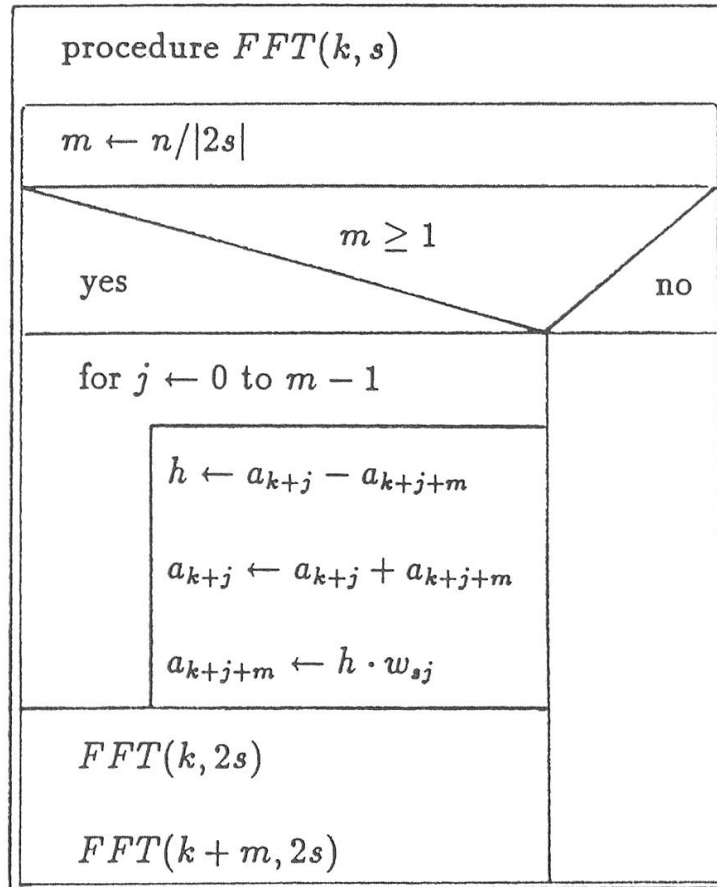 procedure FFT(k, s)
m ← n/|2s|
m ≥ 1
yes
no
for j ← 0 to m − 1
h ← a_{k+j} − a_{k+j+m}
a_{k+j} ← a_{k+j} + a_{k+j+m}
a_{k+j+m} ← h · w_{sj}
FFT(k, 2s)
FFT(k + m, 2s)